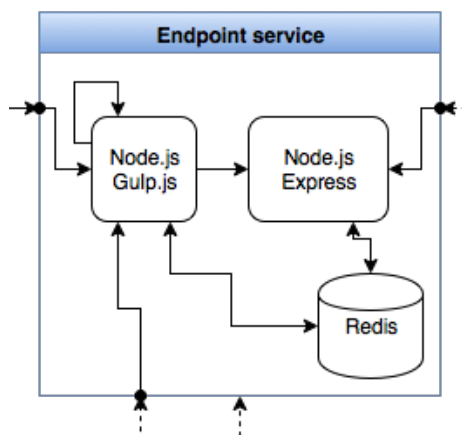 Endpoint service
Node.js
Gulp.js
Node.js
Express
Redis